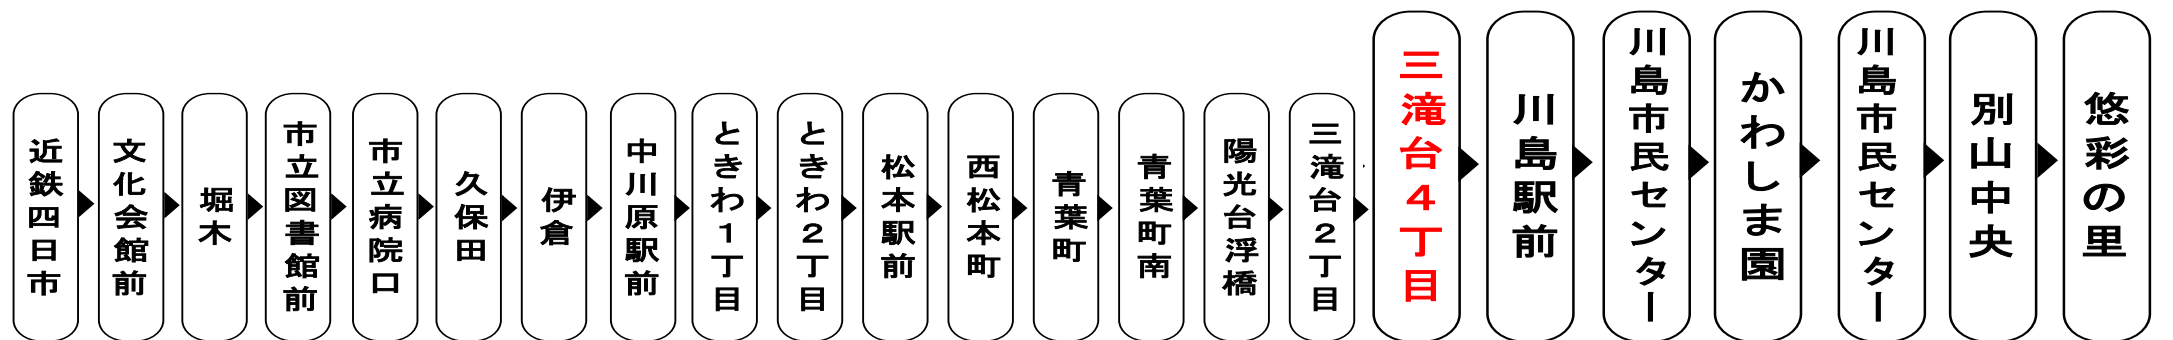 近鉄四日市
文化会館前
堀木
市立図書館前
市立病院口
久保田
伊倉
中川原駅前
ときわ1丁目
ときわ2丁目
松本駅前
西松本町
青葉町
青葉町南
陽光台浮橋
三滝台2丁目
三滝台4丁目
川島駅前
川島市民センター
かわしま園
川島市民センター
別山中央
悠彩の里